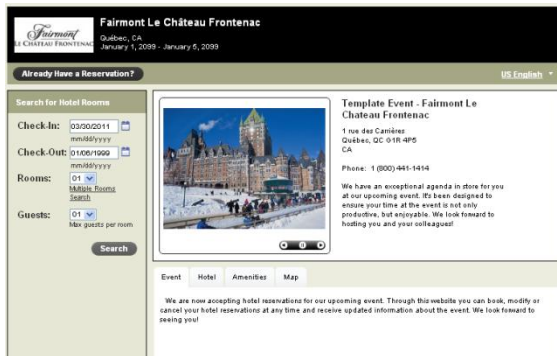 Fairmont
LE CHÂTEAU FRONTENAC
Fairmont Le Château Frontenac
Québec, CA
January 1, 2099 - January 5, 2099
Already Have a Reservation?
US English
Search for Hotel Rooms
Check-In: 03/30/2011
mm/dd/yyyy
Check-Out: 01/06/1999
mm/dd/yyyy
Rooms: 01
Multiple Rooms
Search
Guests: 01
Max guests per room
Search
Template Event - Fairmont Le
Chateau Frontenac
1 rue des Carrières
Québec, QC G1R 4P5
CA
Phone: 1 (800) 441-1414
We have an exceptional agenda in store for you
at our upcoming event. It's been designed to
ensure your time at the event is not only
productive, but enjoyable. We look forward to
hosting you and your colleagues!
Event Hotel Amenities Map
We are now accepting hotel reservations for our upcoming event. Through this website you can book, modify or
cancel your hotel reservations at any time and receive updated information about the event. We look forward to
seeing you!